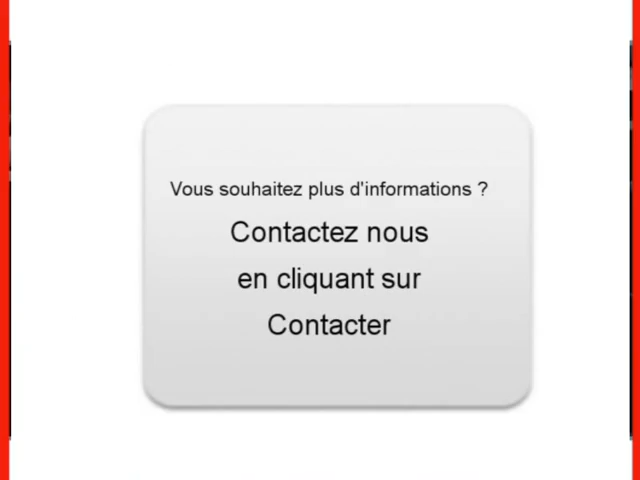 Vous souhaitez plus d'informations ?
Contactez nous
en cliquant sur
Contacter